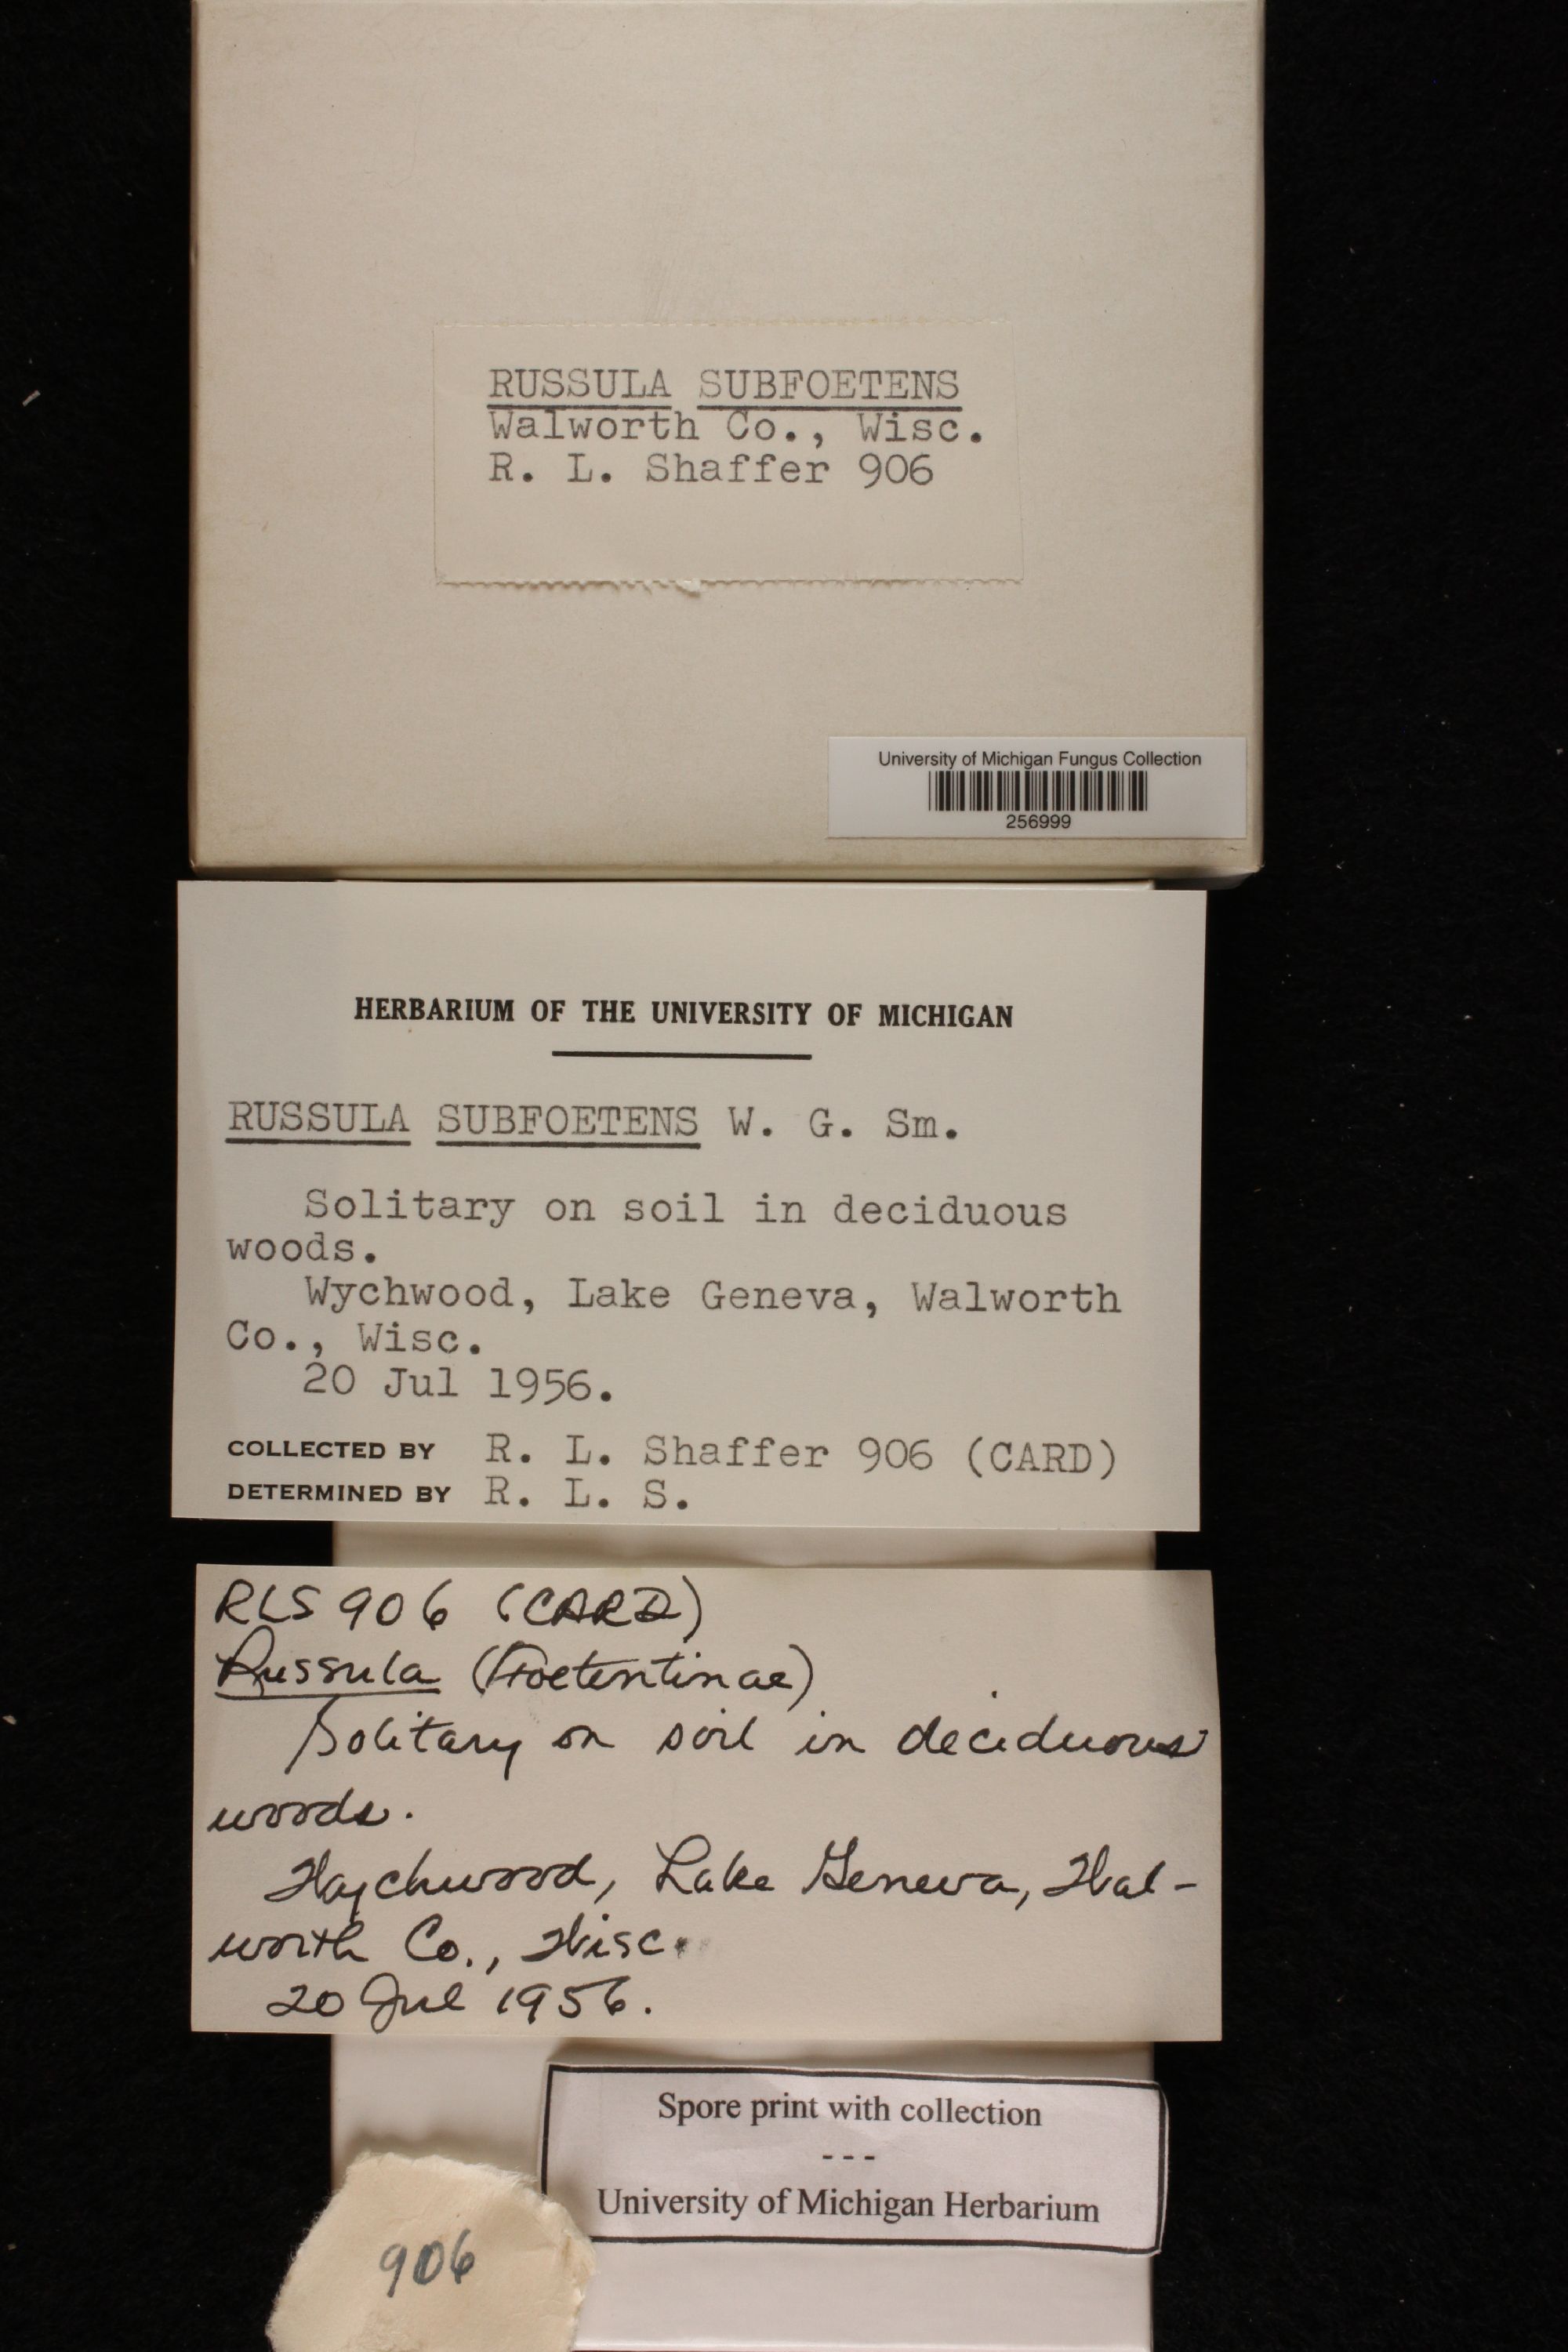 RUSSULA SUBFOETENS
Walworth Co., Wisc.
R. L. Shaffer 906
University of Michigan Fungus Collection
256999
HERBARIUM OF THE UNIVERSITY OF MICHIGAN
RUSSULA SUBFOETENS W. G. Sm.
Solitary on soil in deciduous
woods.
Wychwood, Lake Geneva, Walworth
Co., Wisc.
20 Jul 1956.
COLLECTED BY R. L. Shaffer 906 (CARD)
DETERMINED BY R. L. S.
RLS 906 (CARD)
Russula (Foetentinae)
Solitary on soil in deciduous
woods.
Wychwood, Lake Geneva, Wal-
worth Co., Wisc.
20 Jul 1956.
Spore print with collection
---
University of Michigan Herbarium
906